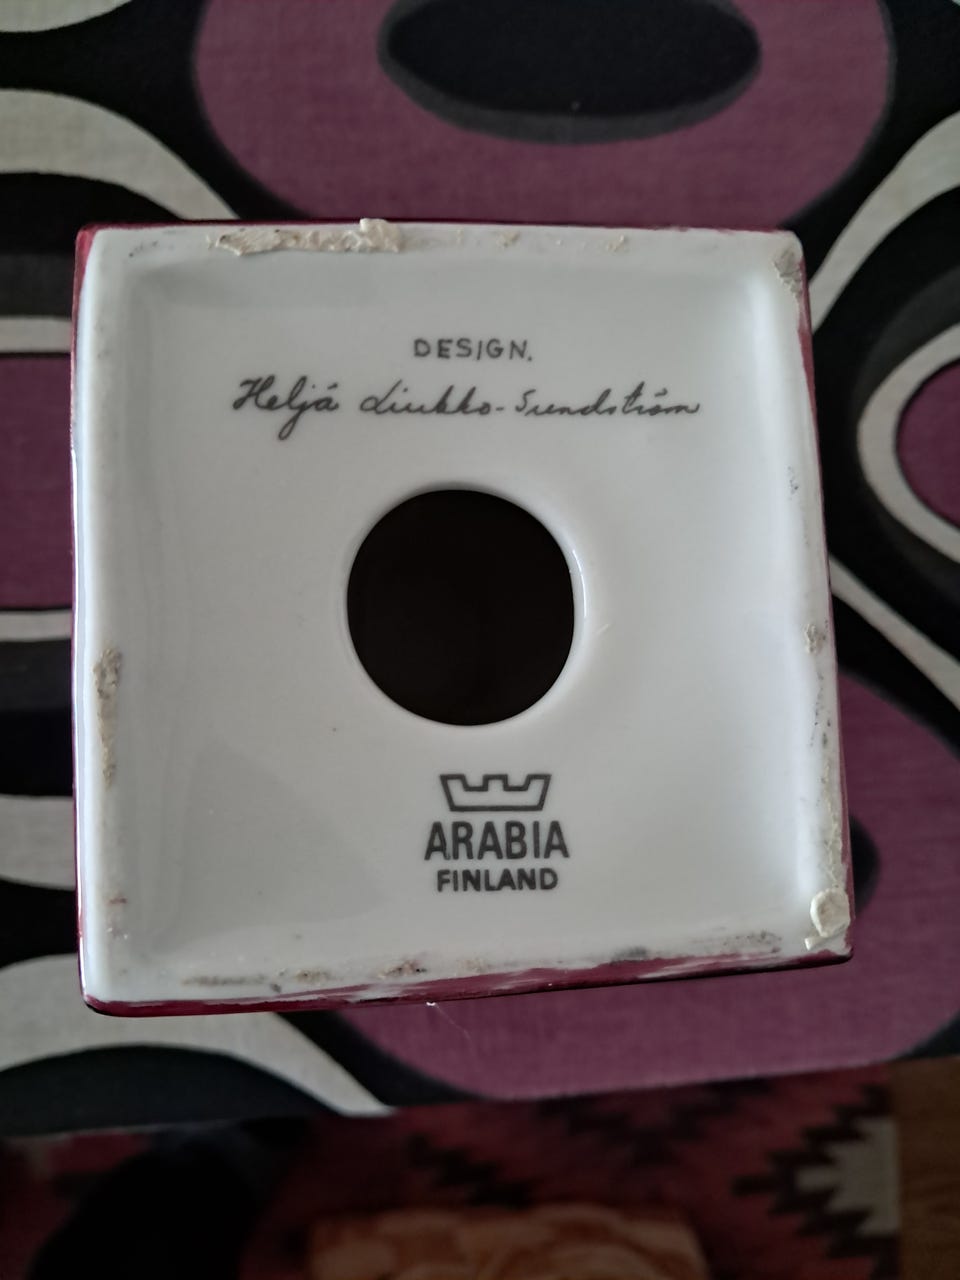 DESIGN.
Heljä Liukko-Sundström
ARABIA
FINLAND